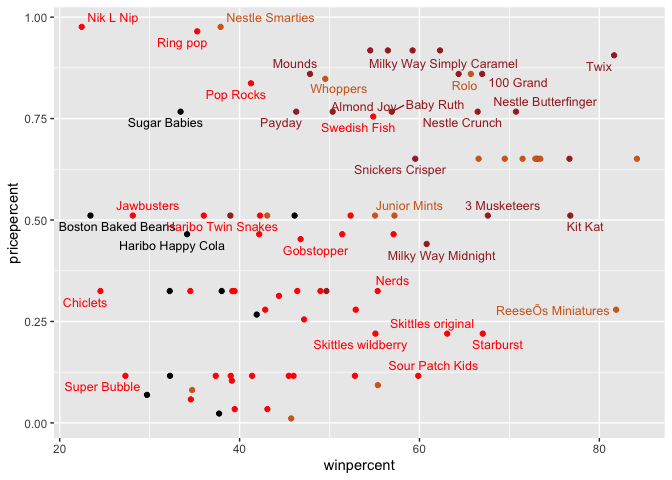 1.00
Nik L Nip
Nestle Smarties
Ring pop
Mounds
Milky Way Simply Caramel
Twix
Whoppers
Rolo
100 Grand
Pop Rocks
Almond Joy
Baby Ruth
Nestle Butterfinger
0.75
Sugar Babies
Payday
Swedish Fish
Nestle Crunch
Snickers Crisper
Jawbusters
Junior Mints
3 Musketeers
0.50
Boston Baked Beans
Haribo Twin Snakes
Kit Kat
Haribo Happy Cola
Gobstopper
Milky Way Midnight
Nerds
Chiclets
ReeseÕs Miniatures
0.25
Skittles original
Skittles wildberry
Starburst
Sour Patch Kids
Super Bubble
0.00
20
40
60
80
winpercent
pricepercent